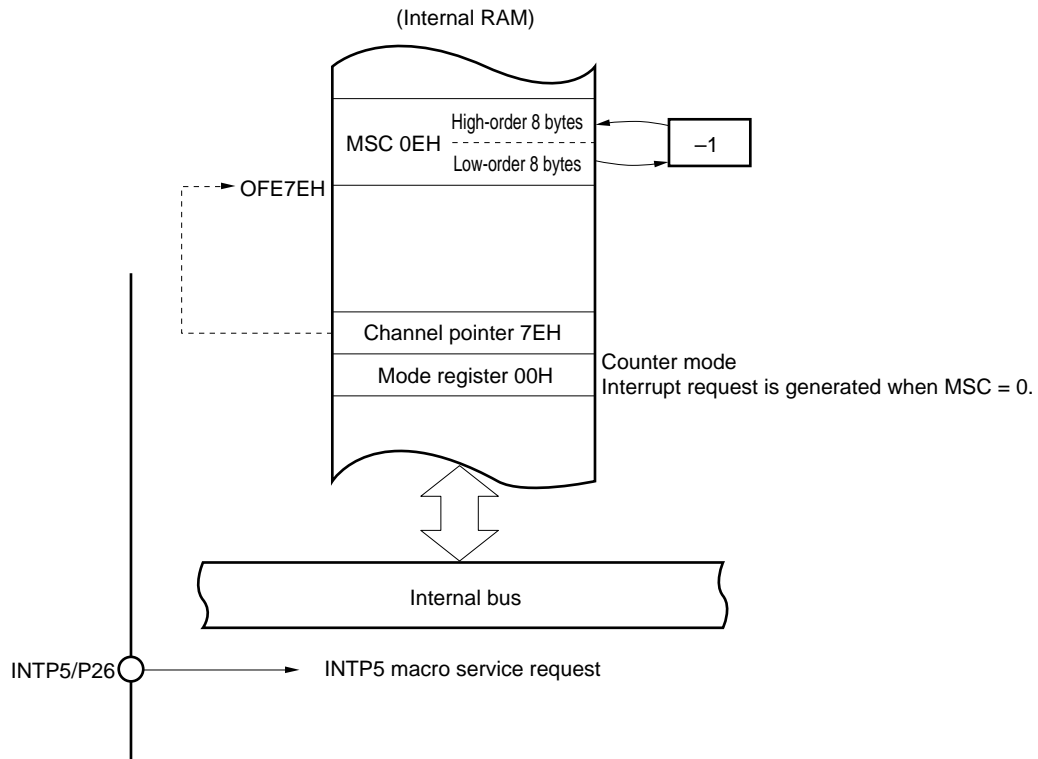 (Internal RAM)
High-order 8 bytes
MSC 0EH
–1
Low-order 8 bytes
OFE7EH
Channel pointer 7EH
Mode register 00H
Counter mode
Interrupt request is generated when MSC = 0.
Internal bus
INTP5/P26
INTP5 macro service request